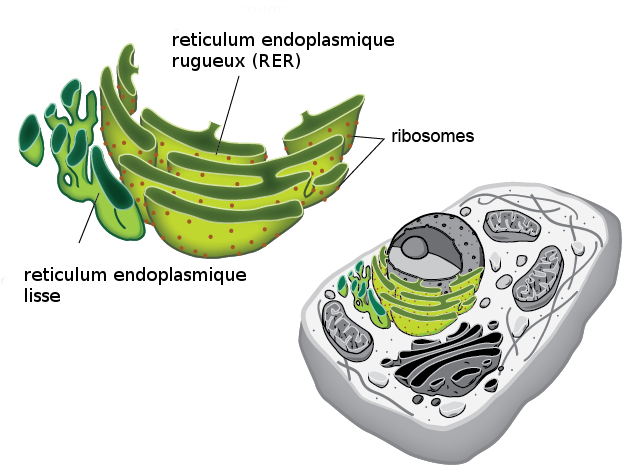 reticulum endoplasmique
rugueux (RER)
ribosomes
reticulum endoplasmique
lisse